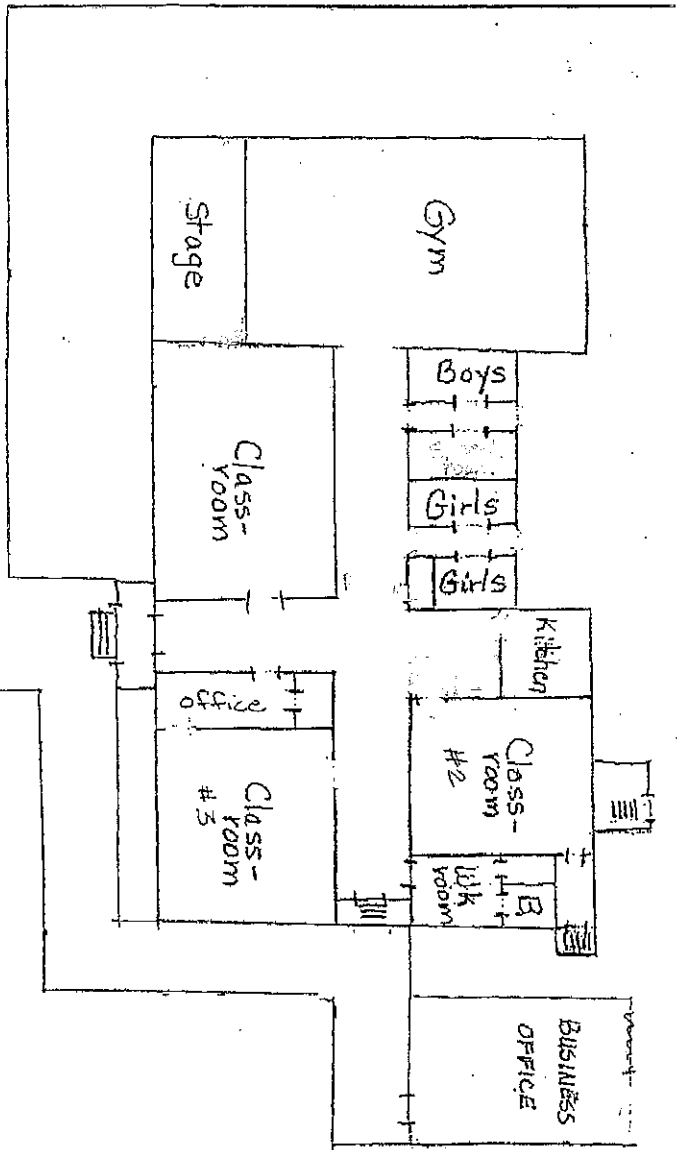 Gym
Stage
Boys
Girls
Girls
Class-
room
Kitchen
office
Class-
room
#2
Class-
room
#3
Wk
room
B.
BUSINESS
OFFICE